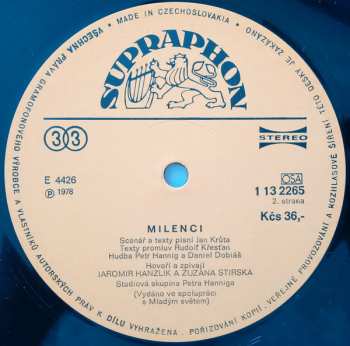 MADE IN CZECHOSLOVAKIA • VŠECHNA PRÁVA GRAMOFONOVÉHO VÝROBCE A VLASTNÍKŮ AUTORSKÝCH PRÁV K DÍLU VYHRAŽENA. POŘIZOVÁNÍ KOPIÍ, VEŘEJNÉ PROVOZOVÁNÍ A ROZHLASOVÉ ŠÍŘENÍ TÉTO DESKY JE ZAKÁZÁNO
SUPRAPHON
33
STEREO
E 4426
Ⓟ 1978
OSA
1 13 2265
2. strana
Kčs 36,-
MILENCI
Scénář a texty písní Jan Krůta
Texty promluv Rudolf Křesťan
Hudba Petr Hannig a Daniel Dobiáš
Hovoří a zpívají
JAROMÍR HANZLÍK A ZUZANA STIRSKÁ
Studiová skupina Petra Hanniga
(Vydáno ve spolupráci
s Mladým světem)